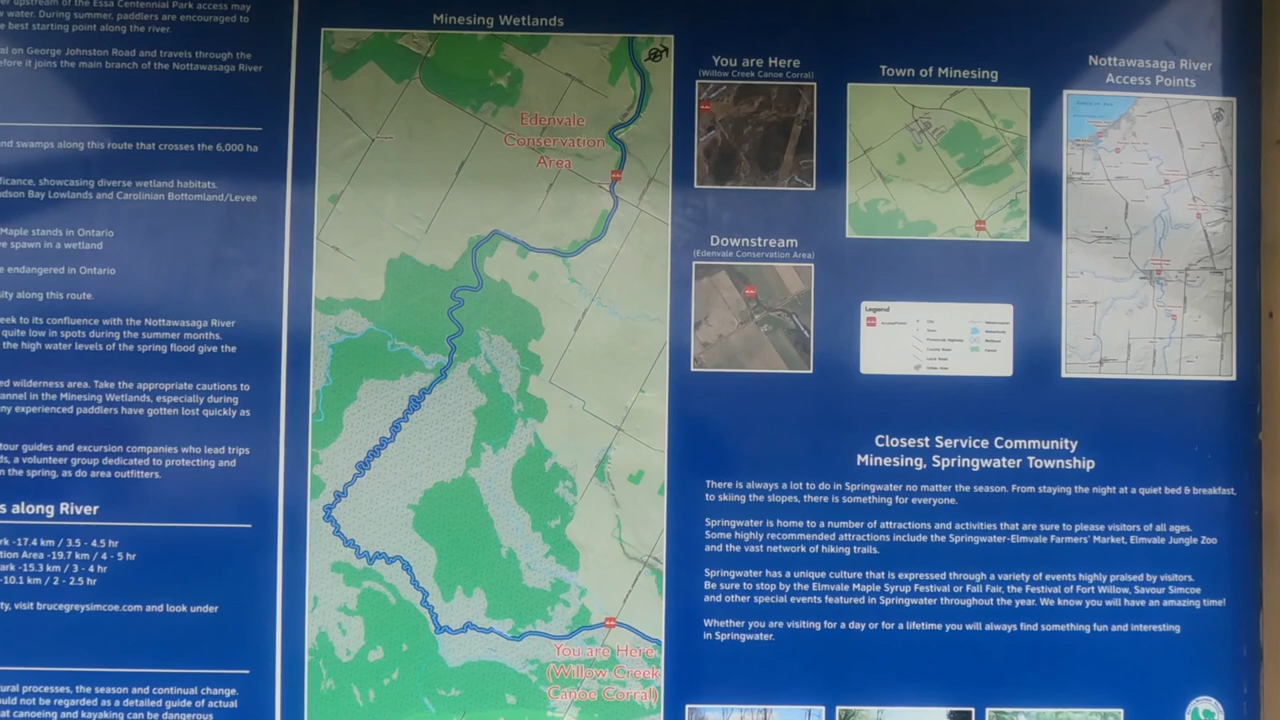 upstream of the Essa Centennial Park access may
water. During summer, paddlers are encouraged to
best starting point along the river.
on George Johnston Road and travels through the
before it joins the main branch of the Nottawasaga River
and swamps along this route that crosses the 6,000 ha
showcasing diverse wetland habitats.
Lowlands and Carolinian Bottomland/Levee
Maple stands in Ontario
spawn in a wetland
endangered in Ontario
along this route.
to its confluence with the Nottawasaga River
quite low in spots during the summer months.
the high water levels of the spring flood give the
wilderness area. Take the appropriate cautions to
in the Minesing Wetlands, especially during
experienced paddlers have gotten lost quickly as
tour guides and excursion companies who lead trips
a volunteer group dedicated to protecting and
the spring, as do area outfitters.
along River
-17.4 km / 3.5 - 4.5 hr
Area -19.7 km / 4 - 5 hr
-15.3 km / 3 - 4 hr
-10.1 km / 2 - 2.5 hr
visit brucegreysimcoe.com and look under
processes, the season and continual change.
not be regarded as a detailed guide of actual
canoeing and kayaking can be dangerous
Minesing Wetlands
Edenvale
Conservation
Area
You are Here
(Willow Creek
Canoe Corral)
You are Here
(Willow Creek Canoe Corral)
Downstream
(Edenvale Conservation Area)
Town of Minesing
Nottawasaga River
Access Points
Legend
Closest Service Community
Minesing, Springwater Township
There is always a lot to do in Springwater no matter the season. From staying the night at a quiet bed & breakfast,
to skiing the slopes, there is something for everyone.
Springwater is home to a number of attractions and activities that are sure to please visitors of all ages.
Some highly recommended attractions include the Springwater-Elmvale Farmers' Market, Elmvale Jungle Zoo
and the vast network of hiking trails.
Springwater has a unique culture that is expressed through a variety of events highly praised by visitors.
Be sure to stop by the Elmvale Maple Syrup Festival or Fall Fair, the Festival of Fort Willow, Savour Simcoe
and other special events featured in Springwater throughout the year. We know you will have an amazing time!
Whether you are visiting for a day or for a lifetime you will always find something fun and interesting
in Springwater.